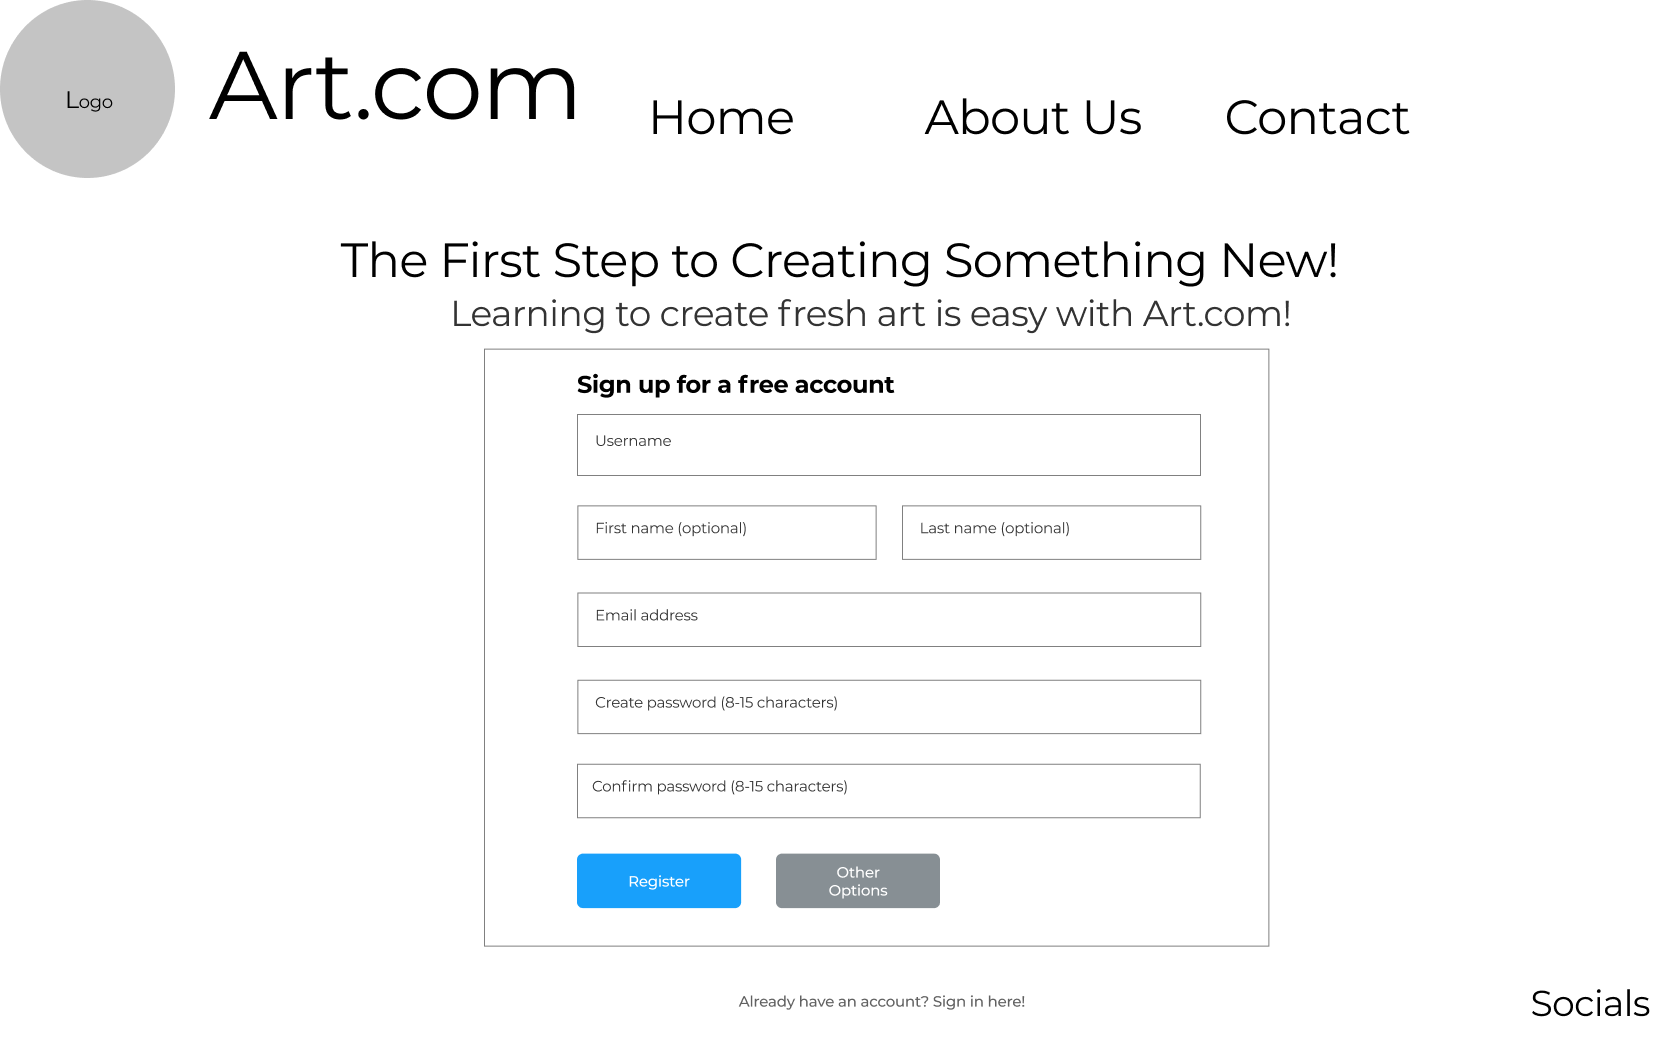 Logo
Art.com
Home
About Us
Contact
The First Step to Creating Something New!
Learning to create fresh art is easy with Art.com!
Sign up for a free account
Username
First name (optional)
Last name (optional)
Email address
Create password (8-15 characters)
Confirm password (8-15 characters)
Register
Other
Options
Already have an account? Sign in here!
Socials